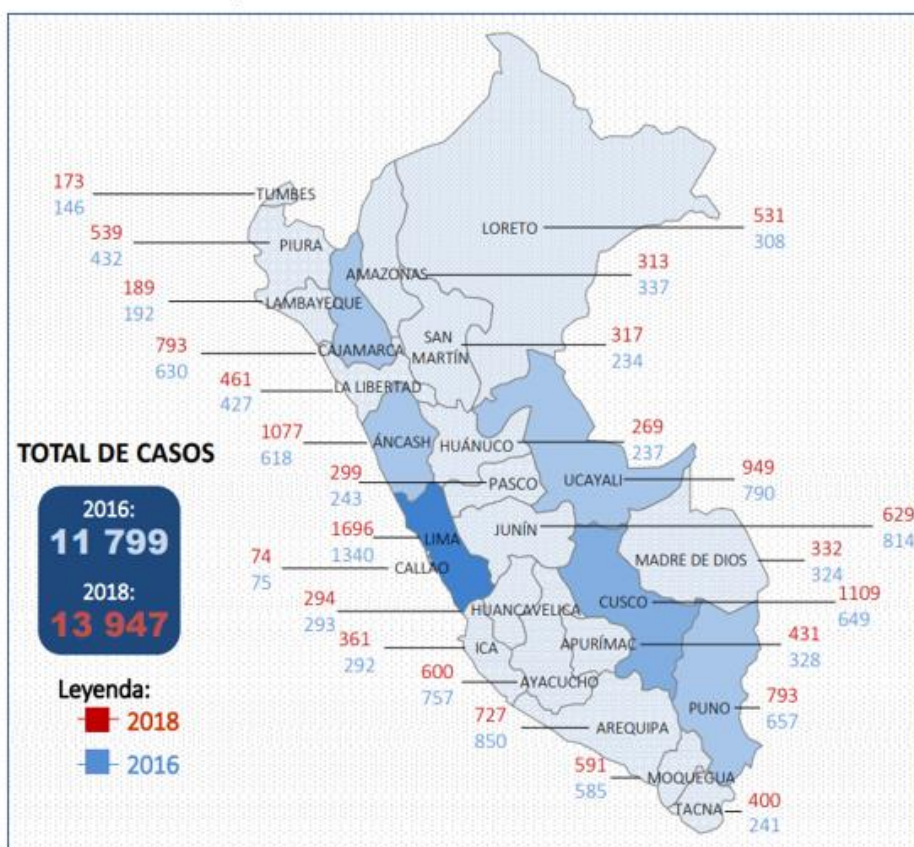 173
146
TUMBES
539
432
PIURA
LORETO
531
308
AMAZONAS
313
337
189
192
LAMBAYEQUE
793
630
CAJAMARCA
SAN
MARTÍN
317
234
461
427
LA LIBERTAD
1077
618
ÁNCASH
HUÁNUCO
269
237
TOTAL DE CASOS
2016:
11 799
2018:
13 947
299
243
PASCO
UCAYALI
949
790
1696
1340
LIMA
JUNÍN
629
814
74
75
CALLAO
MADRE DE DIOS
332
324
294
293
HUANCAVELICA
CUSCO
1109
649
361
292
ICA
APURÍMAC
431
328
600
757
AYACUCHO
PUNO
793
657
727
850
AREQUIPA
591
585
MOQUEGUA
TACNA
400
241
Leyenda:
2018
2016